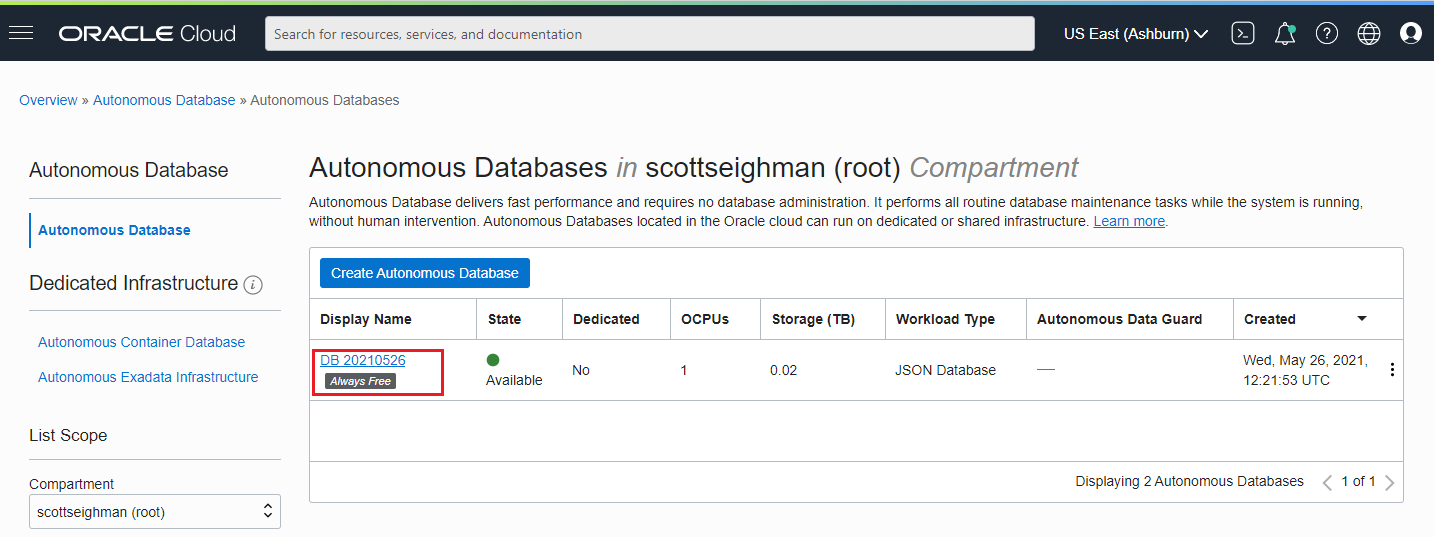 ORACLE Cloud
Search for resources, services, and documentation
US East (Ashburn)
Overview » Autonomous Database » Autonomous Databases
Autonomous Database
Autonomous Database
Dedicated Infrastructure i
Autonomous Container Database
Autonomous Exadata Infrastructure
List Scope
Compartment
scottseighman (root)
Autonomous Databases in scottseighman (root) Compartment
Autonomous Database delivers fast performance and requires no database administration. It performs all routine database maintenance tasks while the system is running,
without human intervention. Autonomous Databases located in the Oracle cloud can run on dedicated or shared infrastructure. Learn more.
Create Autonomous Database
Display Name State Dedicated OCPUs Storage (TB) Workload Type Autonomous Data Guard Created
DB 20210526
Always Free
Available
No
1
0.02
JSON Database
—
Wed, May 26, 2021,
12:21:53 UTC
Displaying 2 Autonomous Databases < 1 of 1 >